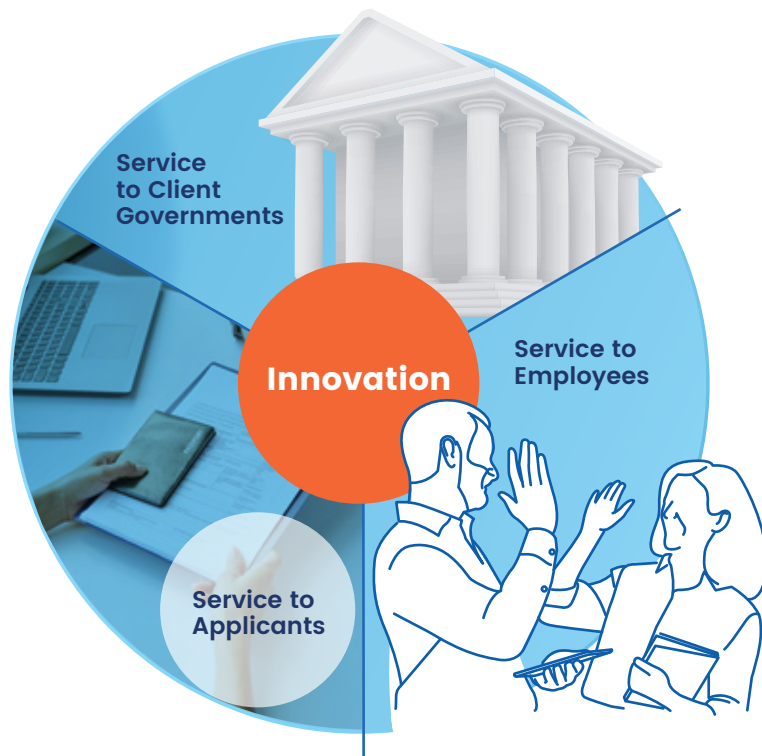 Service
to Client
Governments
Innovation
Service to
Employees
Service to
Applicants